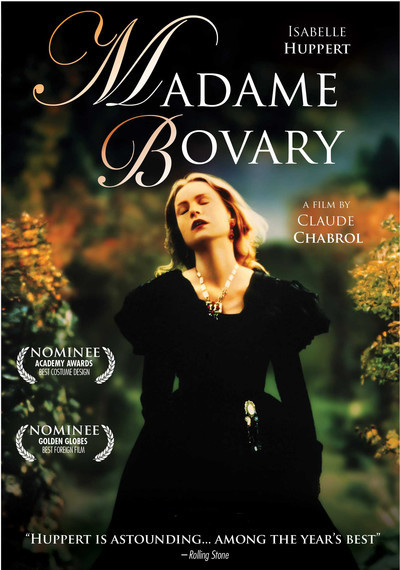 ISABELLE
HUPPERT
MADAME
BOVARY
A FILM BY
CLAUDE
CHABROL
NOMINEE
ACADEMY AWARDS
BEST COSTUME DESIGN
NOMINEE
GOLDEN GLOBES
BEST FOREIGN FILM
“HUPPERT IS ASTOUNDING... AMONG THE YEAR’S BEST”
– Rolling Stone